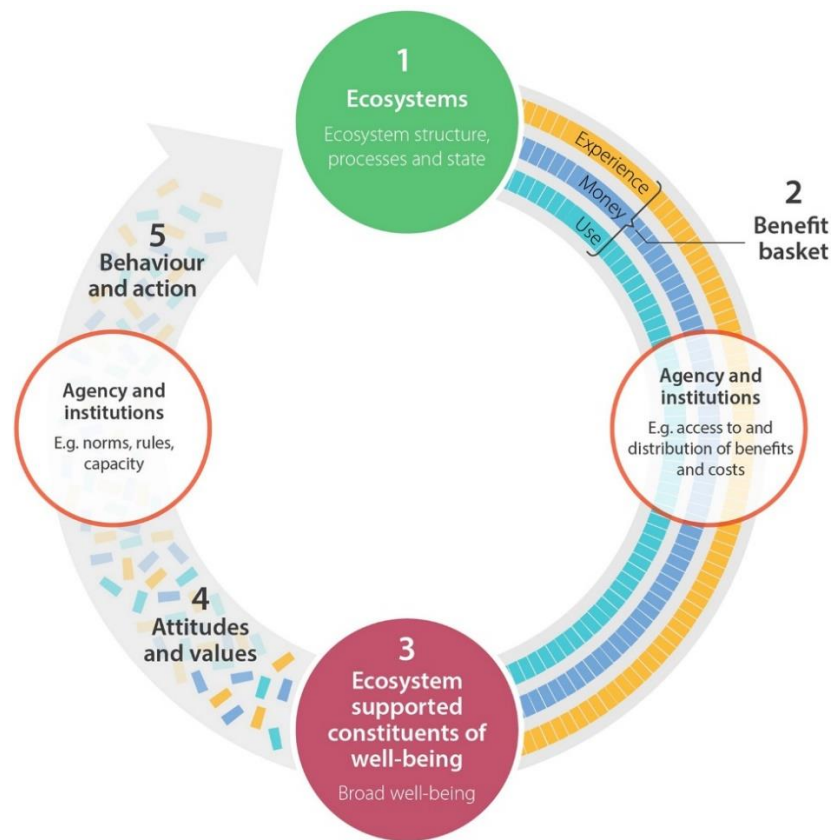 1
Ecosystems
Ecosystem structure,
processes and state
Experience
Money
Use
2
Benefit
basket
Agency and
institutions
E.g. access to and
distribution of benefits
and costs
3
Ecosystem
supported
constituents of
well-being
Broad well-being
4
Attitudes
and values
Agency and
institutions
E.g. norms, rules,
capacity
5
Behaviour
and action